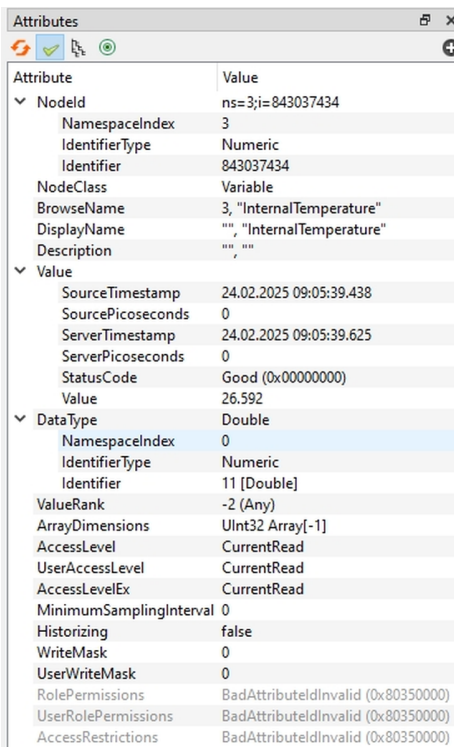 Attributes
Attribute Value
NodeId ns=3;i=843037434
NamespaceIndex 3
IdentifierType Numeric
Identifier 843037434
NodeClass Variable
BrowseName 3, "InternalTemperature"
DisplayName "", "InternalTemperature"
Description "", ""
Value
SourceTimestamp 24.02.2025 09:05:39.438
SourcePicoseconds 0
ServerTimestamp 24.02.2025 09:05:39.625
ServerPicoseconds 0
StatusCode Good (0x00000000)
Value 26.592
DataType Double
NamespaceIndex 0
IdentifierType Numeric
Identifier 11 [Double]
ValueRank -2 (Any)
ArrayDimensions UInt32 Array[-1]
AccessLevel CurrentRead
UserAccessLevel CurrentRead
AccessLevelEx CurrentRead
MinimumSamplingInterval 0
Historizing false
WriteMask 0
UserWriteMask 0
RolePermissions BadAttributeIdInvalid (0x80350000)
UserRolePermissions BadAttributeIdInvalid (0x80350000)
AccessRestrictions BadAttributeIdInvalid (0x80350000)